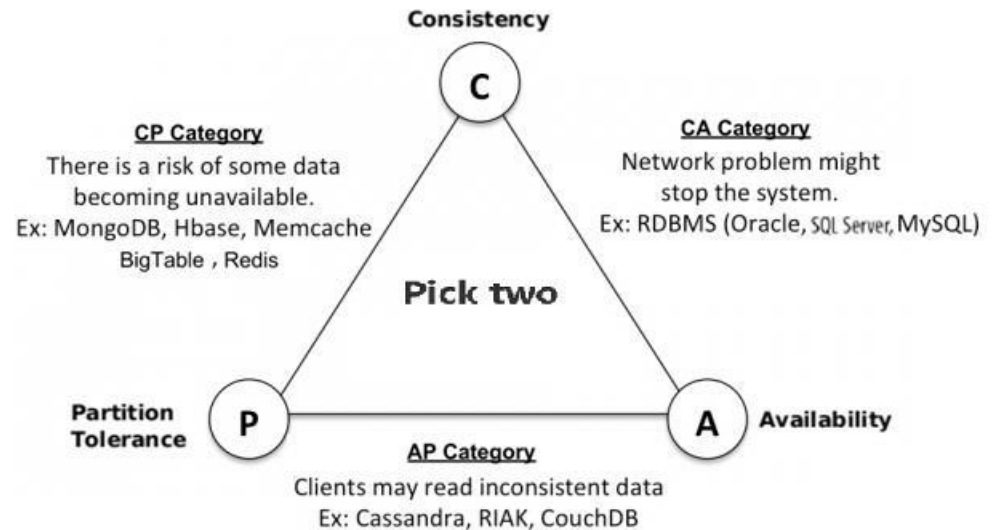 Consistency
C
CP Category
There is a risk of some data
becoming unavailable.
Ex: MongoDB, Hbase, Memcache
BigTable , Redis
CA Category
Network problem might
stop the system.
Ex: RDBMS (Oracle, SQL Server, MySQL)
Pick two
Partition
Tolerance
P
A
Availability
AP Category
Clients may read inconsistent data
Ex: Cassandra, RIAK, CouchDB